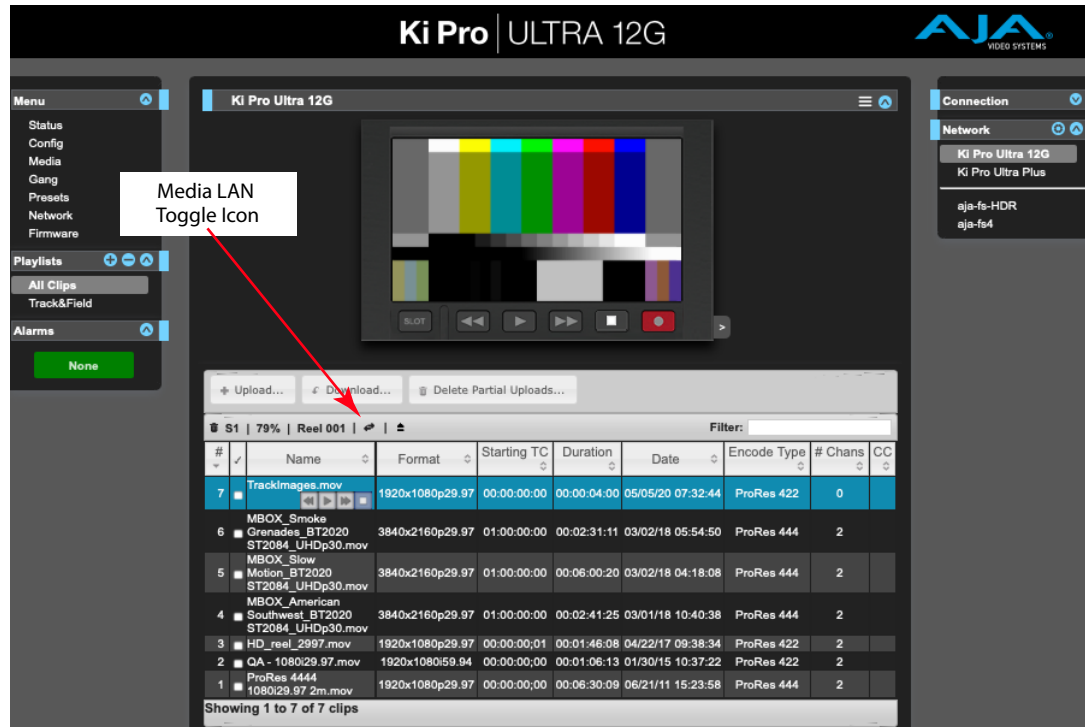 Ki Pro | ULTRA 12G
AJA
VIDEO SYSTEMS
Menu
Status
Config
Media
Gang
Presets
Network
Firmware
Playlists
All Clips
Track&Field
Alarms
None
Media LAN
Toggle Icon
Ki Pro Ultra 12G
SLOT
>
Connection
Network
Ki Pro Ultra 12G
Ki Pro Ultra Plus
aja-fs-HDR
aja-fs4
Upload... Download... Delete Partial Uploads...
S1 | 79% | Reel 001 | | Filter:
# Name Format Starting TC Duration Date Encode Type # Chans CC
7 TrackImages.mov 1920x1080p29.97 00:00:00:00 00:00:04:00 05/05/20 07:32:44 ProRes 422 0
6 MBOX_Smoke
Grenades_BT2020
ST2084_UHDp30.mov 3840x2160p29.97 01:00:00:00 00:02:31:11 03/02/18 05:54:50 ProRes 444 2
5 MBOX_Slow
Motion_BT2020
ST2084_UHDp30.mov 3840x2160p29.97 01:00:00:00 00:06:00:20 03/02/18 04:18:08 ProRes 444 2
4 MBOX_American
Southwest_BT2020
ST2084_UHDp30.mov 3840x2160p29.97 01:00:00:00 00:02:41:25 03/01/18 10:40:38 ProRes 444 2
3 HD_reel_2997.mov 1920x1080p29.97 00:00:00;01 00:01:46:08 04/22/17 09:38:34 ProRes 422 2
2 QA - 1080i29.97.mov 1920x1080i59.94 00:00:00;00 00:01:06:13 01/30/15 10:37:22 ProRes 422 2
1 ProRes 4444
1080i29.97 2m.mov 1920x1080p29.97 00:00:00;00 00:06:30:09 06/21/11 15:23:58 ProRes 444 2
Showing 1 to 7 of 7 clips